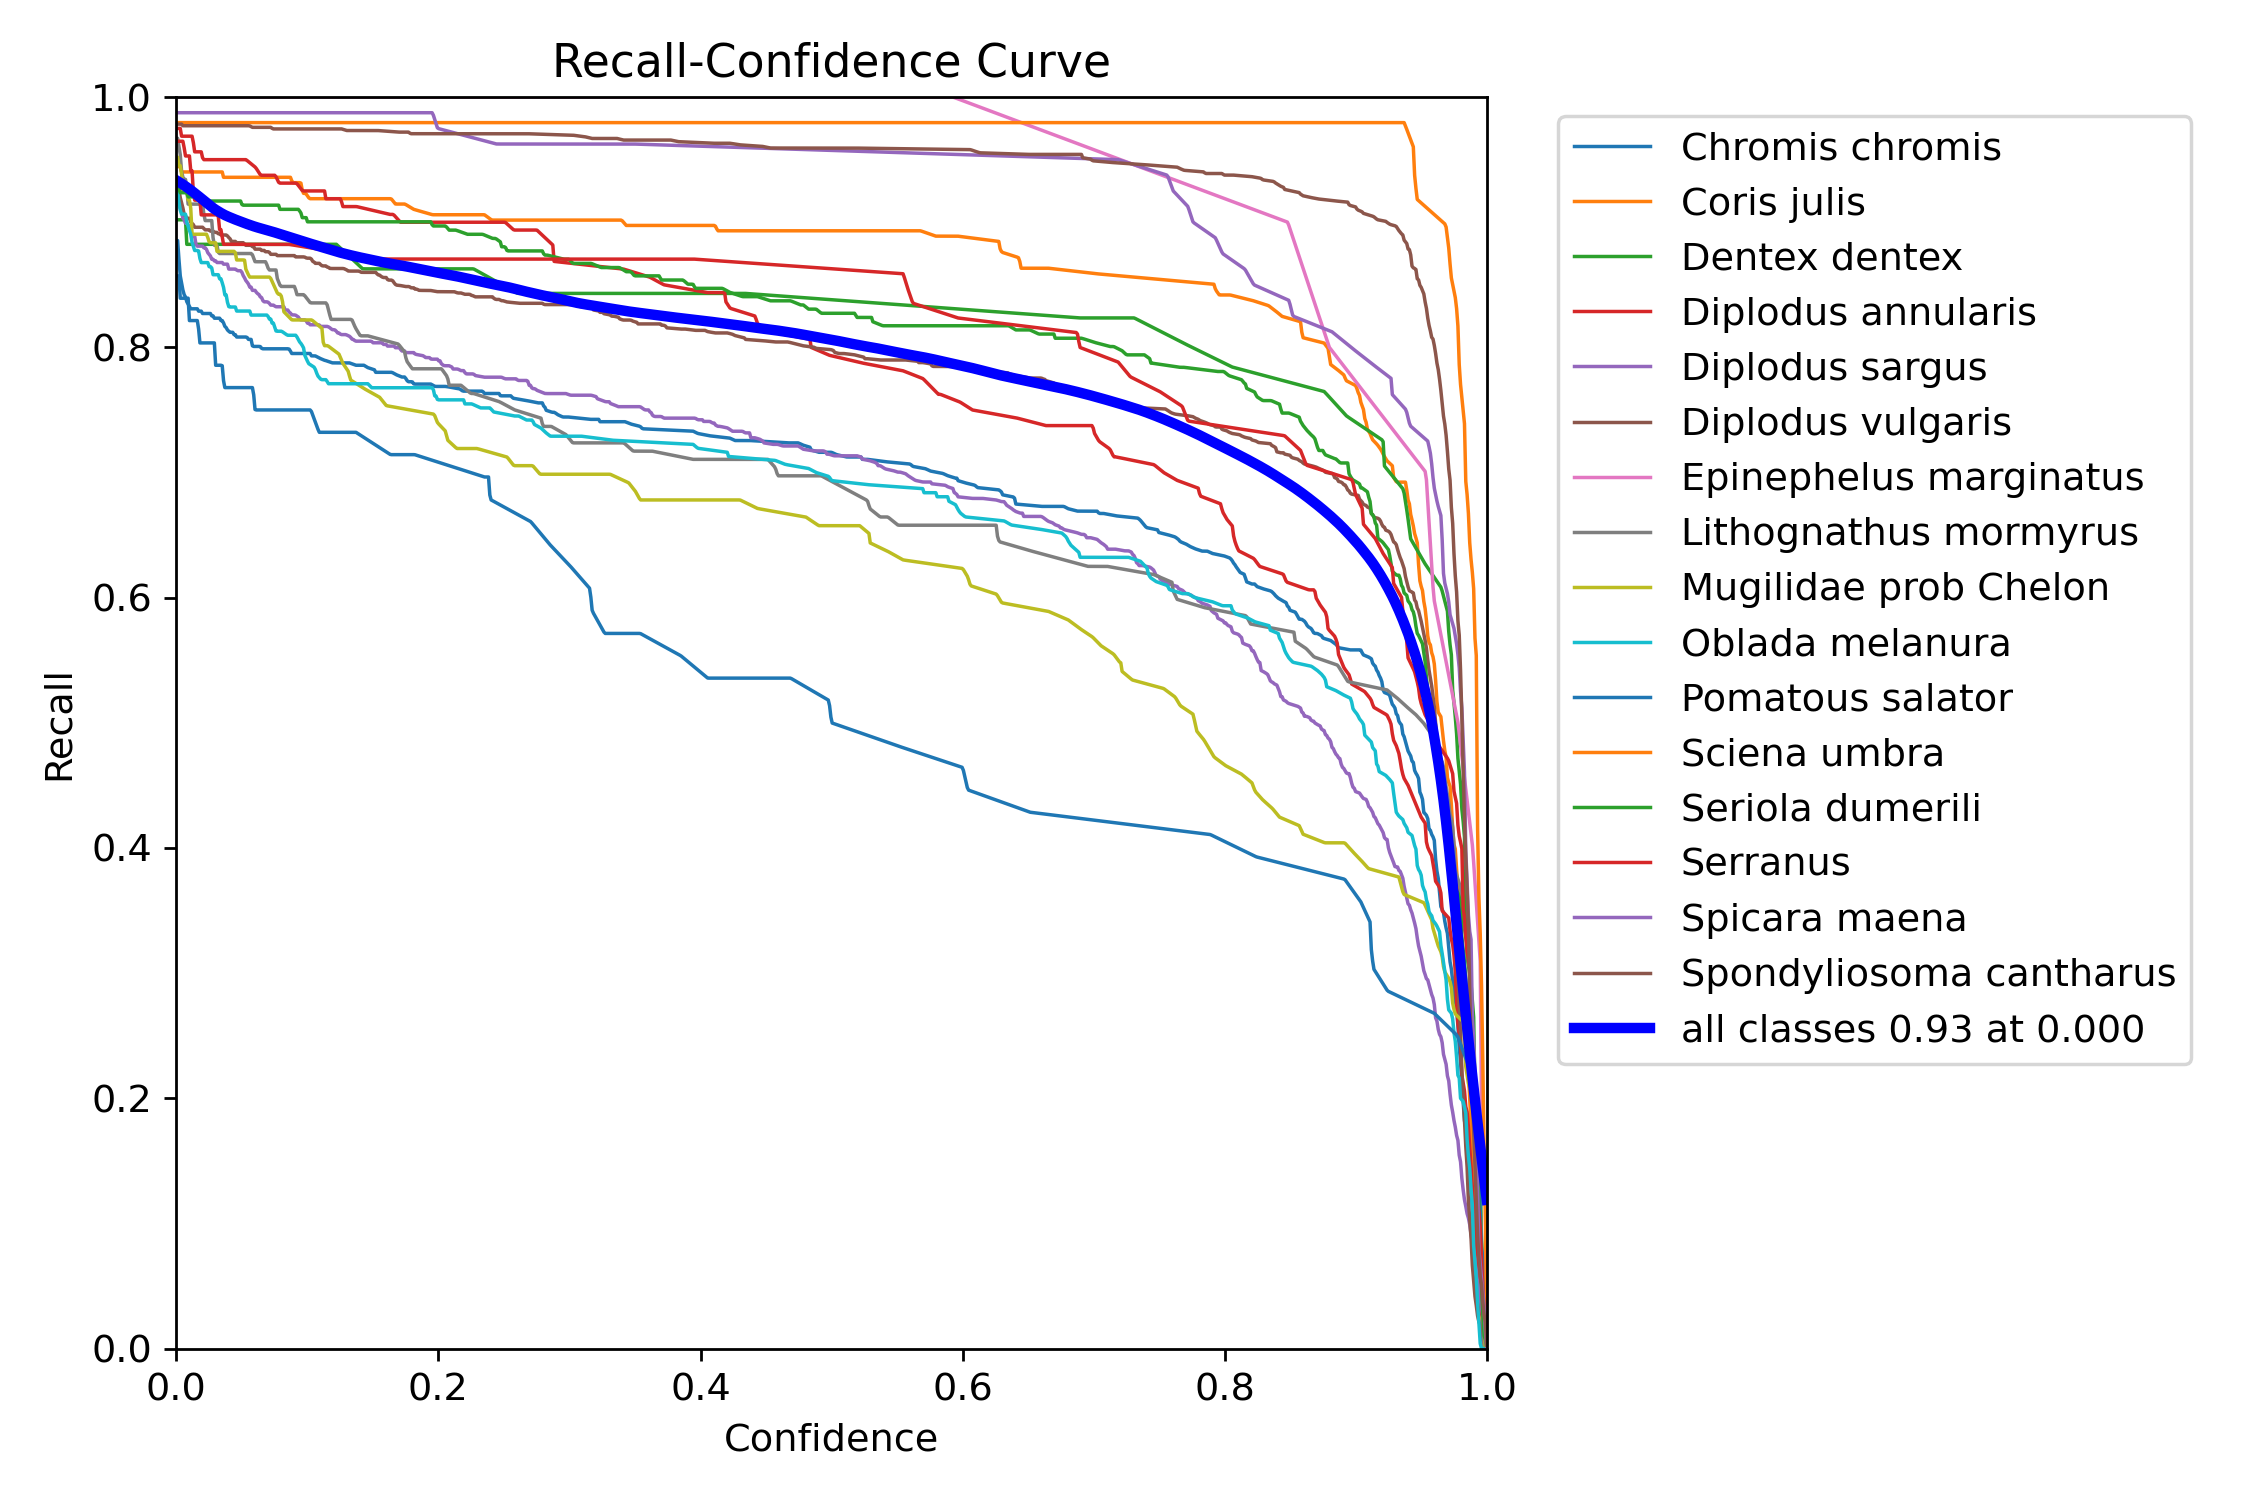 Recall-Confidence Curve
1.0
0.8
0.6
0.4
0.2
0.0
Recall
0.0 0.2 0.4 0.6 0.8 1.0
Confidence
Chromis chromis
Coris julis
Dentex dentex
Diplodus annularis
Diplodus sargus
Diplodus vulgaris
Epinephelus marginatus
Lithognathus mormyrus
Mugilidae prob Chelon
Oblada melanura
Pomatous salator
Sciena umbra
Seriola dumerili
Serranus
Spicara maena
Spondyliosoma cantharus
all classes 0.93 at 0.000